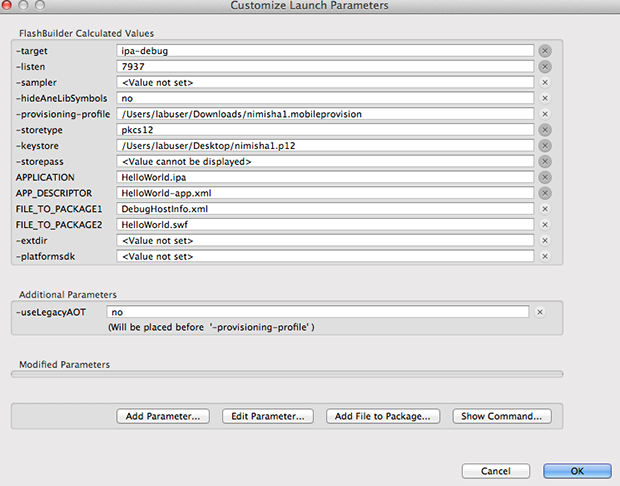 Customize Launch Parameters
FlashBuilder Calculated Values
-target ipa-debug
-listen 7937
-sampler <Value not set>
-hideAneLibSymbols no
-provisioning-profile /Users/labuser/Downloads/nimisha1.mobileprovision
-storetype pkcs12
-keystore /Users/labuser/Desktop/nimisha1.p12
-storepass <Value cannot be displayed>
APPLICATION HelloWorld.ipa
APP_DESCRIPTOR HelloWorld-app.xml
FILE_TO_PACKAGE1 DebugHostInfo.xml
FILE_TO_PACKAGE2 HelloWorld.swf
-extdir <Value not set>
-platformsdk <Value not set>
Additional Parameters
-useLegacyAOT no
(Will be placed before '-provisioning-profile' )
Modified Parameters
Add Parameter... Edit Parameter... Add File to Package... Show Command...
Cancel OK